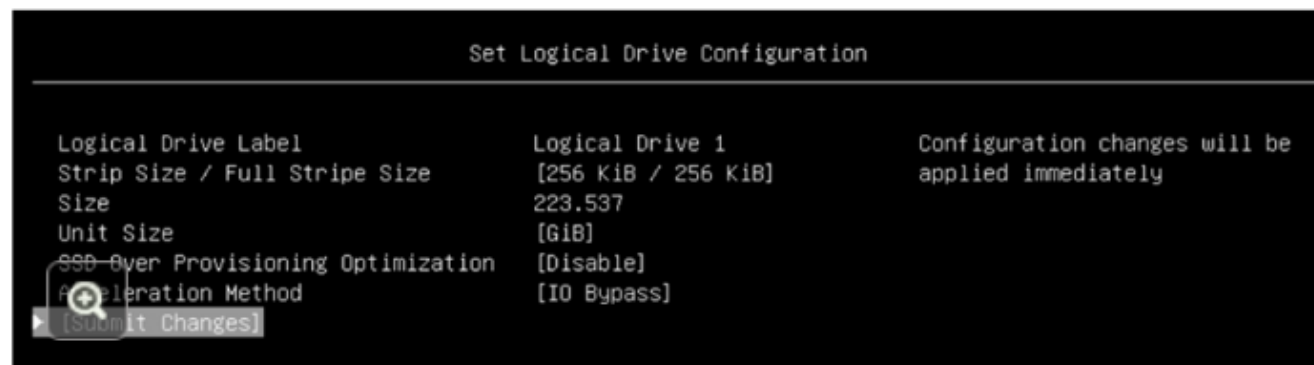 Set Logical Drive Configuration
Logical Drive Label Logical Drive 1 Configuration changes will be
Strip Size / Full Stripe Size [256 KiB / 256 KiB] applied immediately
Size 223.537
Unit Size [GiB]
SSD Over Provisioning Optimization [Disable]
Acceleration Method [IO Bypass]
[Submit Changes]